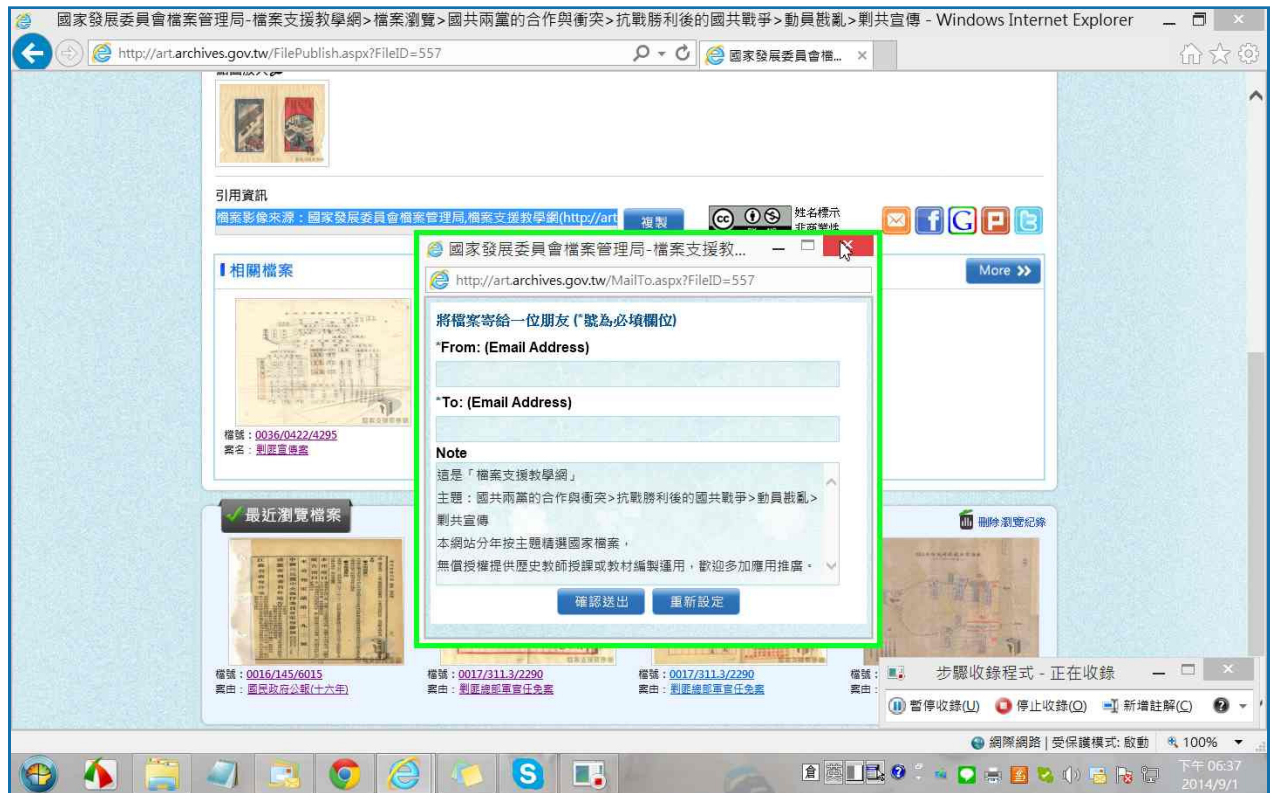 國家發展委員會檔案管理局-檔案支援教學網>檔案瀏覽>國共兩黨的合作與衝突>抗戰勝利後的國共戰爭>動員戡亂>剿共宣傳 - Windows Internet Explorer
http://art.archives.gov.tw/FilePublish.aspx?FileID=557
國家發展委員會檔...
引用資訊
檔案影像來源：國家發展委員會檔案管理局,檔案支援教學網(http://art
複製
cc
姓名標示
非商業性
相關檔案
More
檔號：0036/0422/4295
案名：剿匪宣傳案
國家發展委員會檔案管理局-檔案支援教...
http://art.archives.gov.tw/MailTo.aspx?FileID=557
將檔案寄給一位朋友 (*號為必填欄位)
*From: (Email Address)
*To: (Email Address)
Note
這是「檔案支援教學網」
主題：國共兩黨的合作與衝突>抗戰勝利後的國共戰爭>動員戡亂>
剿共宣傳
本網站分年按主題精選國家檔案，
無償授權提供歷史教師授課或教材編製運用，歡迎多加應用推廣。
確認送出
重新設定
最近瀏覽檔案
刪除瀏覽紀錄
檔號：0016/145/6015
案由：國民政府公報(十六年)
檔號：0017/311.3/2290
案由：剿匪總部軍官任免案
檔號：0017/311.3/2290
案由：剿匪總部軍官任免案
檔號：
案由：
步驟收錄程式 - 正在收錄
暫停收錄(U)
停止收錄(O)
新增註解(C)
網際網路 | 受保護模式: 啟動
100%
倉
英
下午 06:37
2014/9/1